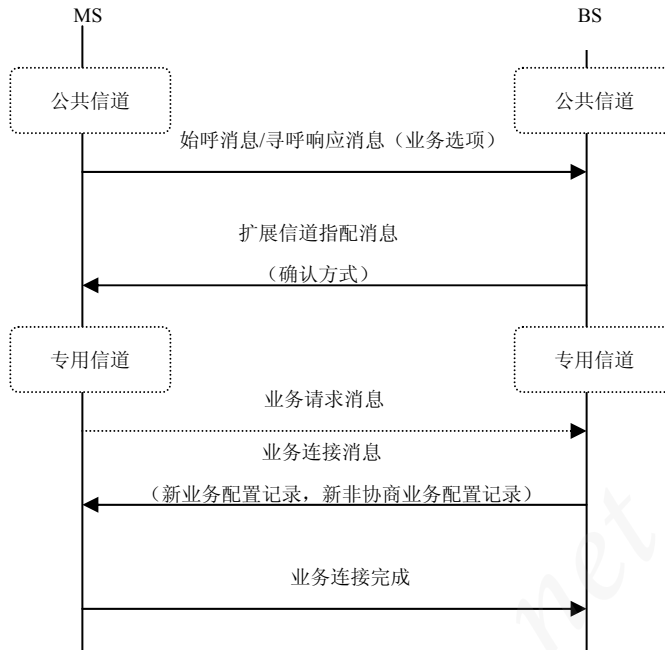 MS BS
公共信道 公共信道
始呼消息/寻呼响应消息（业务选项）
扩展信道指配消息
（确认方式）
专用信道 专用信道
业务请求消息
业务连接消息
（新业务配置记录，新非协商业务配置记录）
业务连接完成
net